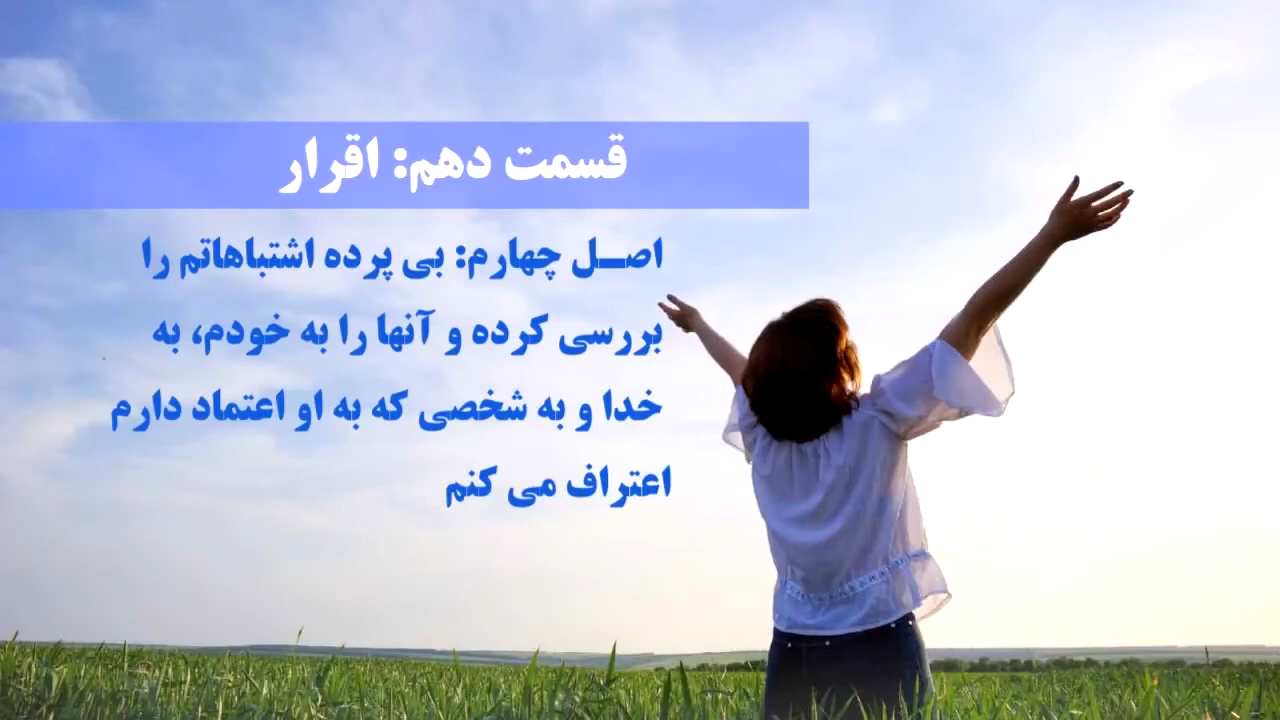 قسمت دهم: اقرار
اصـل چهارم: بی پرده اشتباهاتم را
بررسی کرده و آنها را به خودم، به
خدا و به شخصی که به او اعتماد دارم
اعتراف می کنم